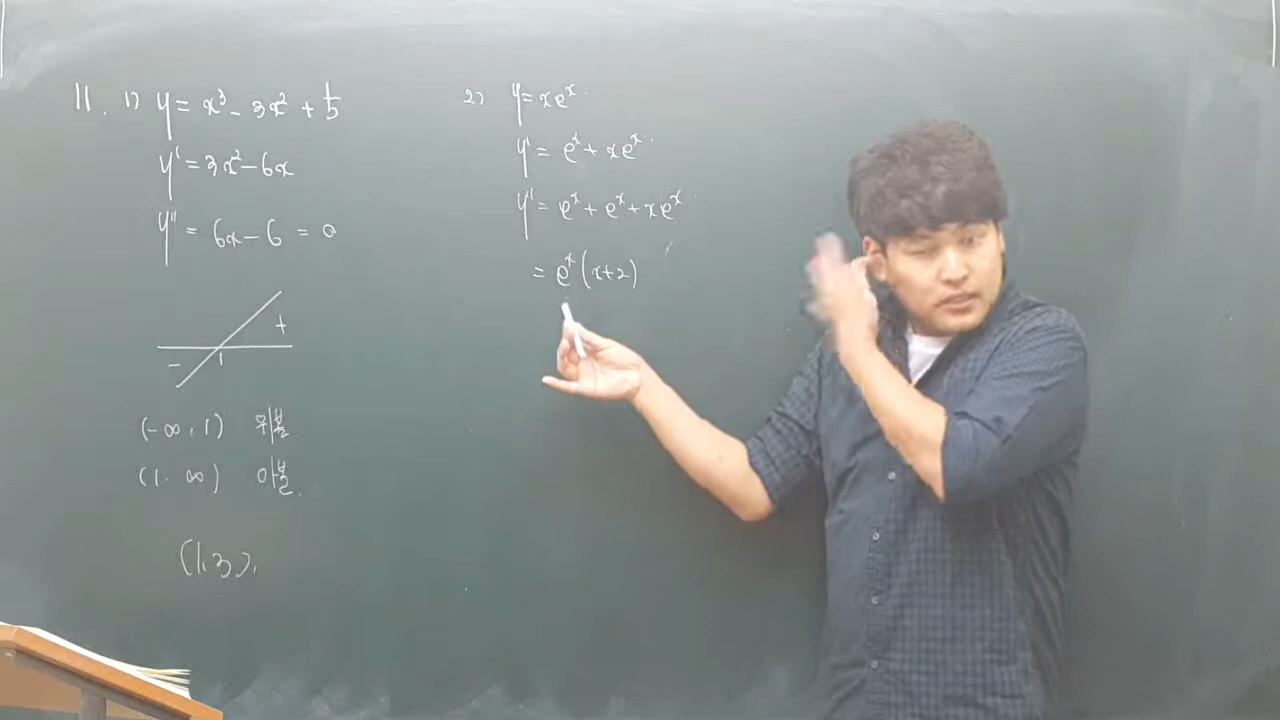 11. 1) y = x³ - 3x² + 5
y' = 3x² - 6x
y'' = 6x - 6 = 0
+
- 1
(-∞, 1) 위볼
(1. ∞) 아볼
(1, 3).
2) y = xeˣ.
y' = eˣ + xeˣ.
y'' = eˣ + eˣ + xeˣ.
= eˣ(x+2)